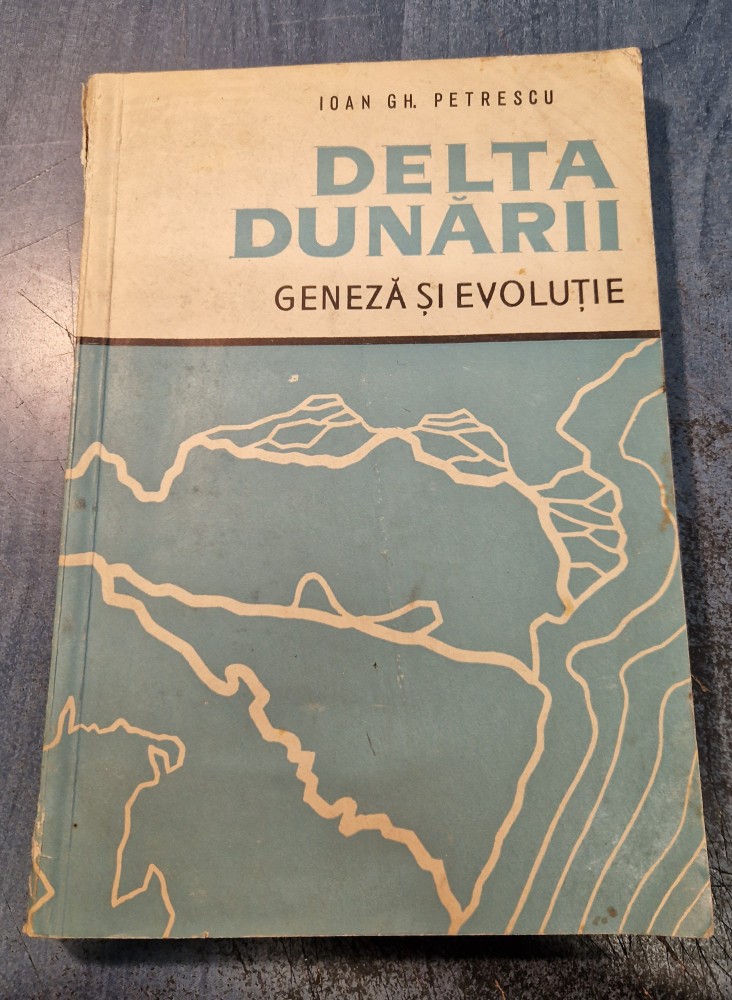 IOAN GH. PETRESCU
DELTA
DUNĂRII
GENEZĂ ȘI EVOLUȚIE